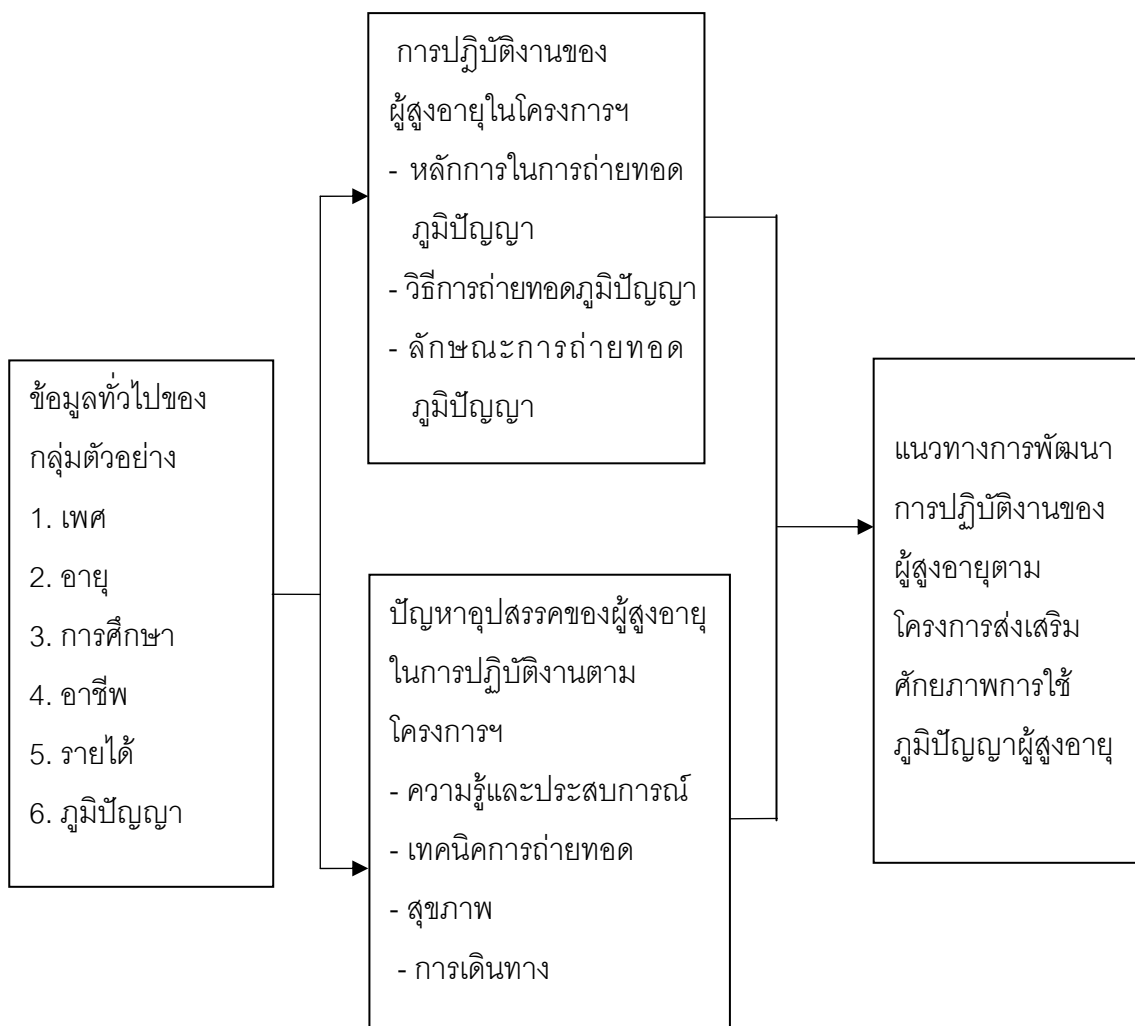 การปฏิบัติงานของ
ผู้สูงอายุในโครงการฯ
- หลักการในการถ่ายทอด
ภูมิปัญญา
- วิธีการถ่ายทอดภูมิปัญญา
- ลักษณะการถ่ายทอด
ภูมิปัญญา
ข้อมูลทั่วไปของ
กลุ่มตัวอย่าง
1. เพศ
2. อายุ
3. การศึกษา
4. อาชีพ
5. รายได้
6. ภูมิปัญญา
ปัญหาอุปสรรคของผู้สูงอายุ
ในการปฏิบัติงานตาม
โครงการฯ
- ความรู้และประสบการณ์
- เทคนิคการถ่ายทอด
- สุขภาพ
- การเดินทาง
แนวทางการพัฒนา
การปฏิบัติงานของ
ผู้สูงอายุตาม
โครงการส่งเสริม
ศักยภาพการใช้
ภูมิปัญญาผู้สูงอายุ